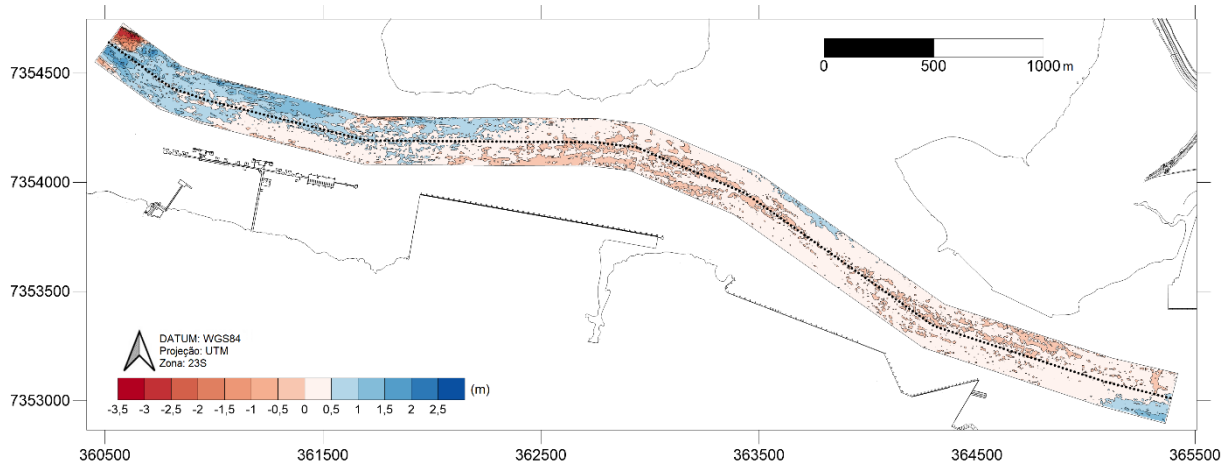 7354500
7354000
7353500
7353000
0
500
1000 m
DATUM: WGS84
Projeção: UTM
Zona: 23S
(m)
-3,5 -3 -2,5 -2 -1,5 -1 -0,5 0 0,5 1 1,5 2 2,5
360500 361500 362500 363500 364500 365500